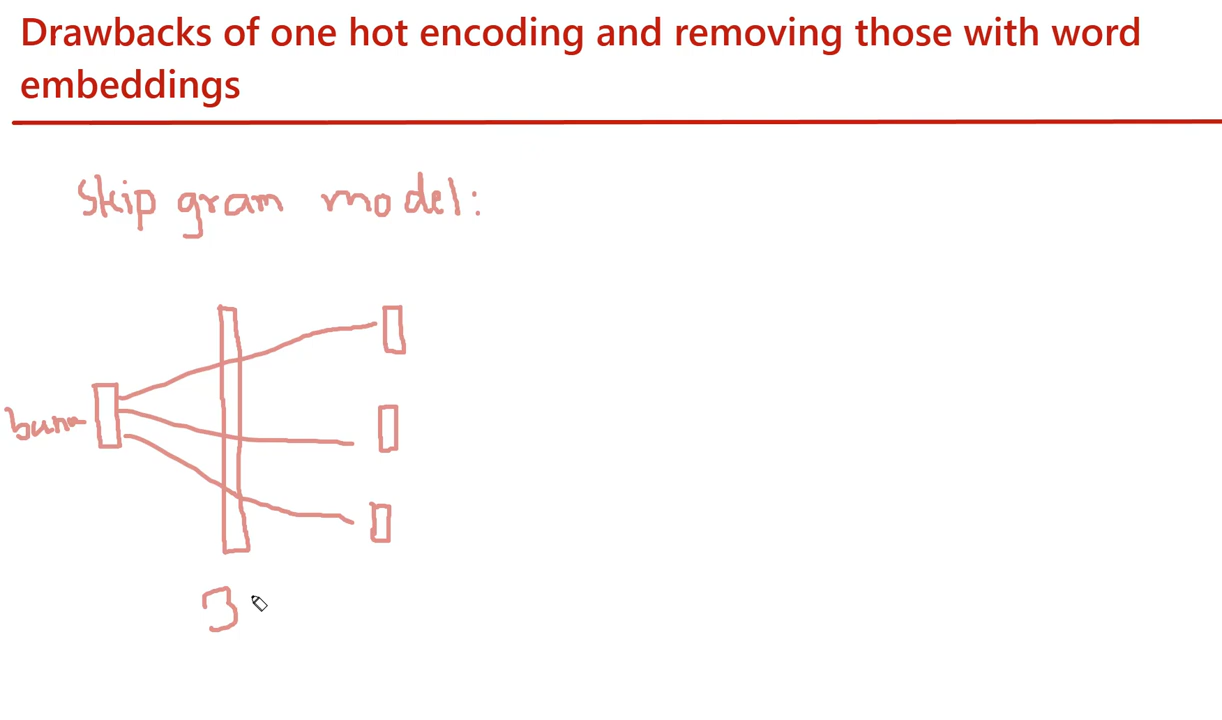 Drawbacks of one hot encoding and removing those with word
embeddings
Skip gram model:
3